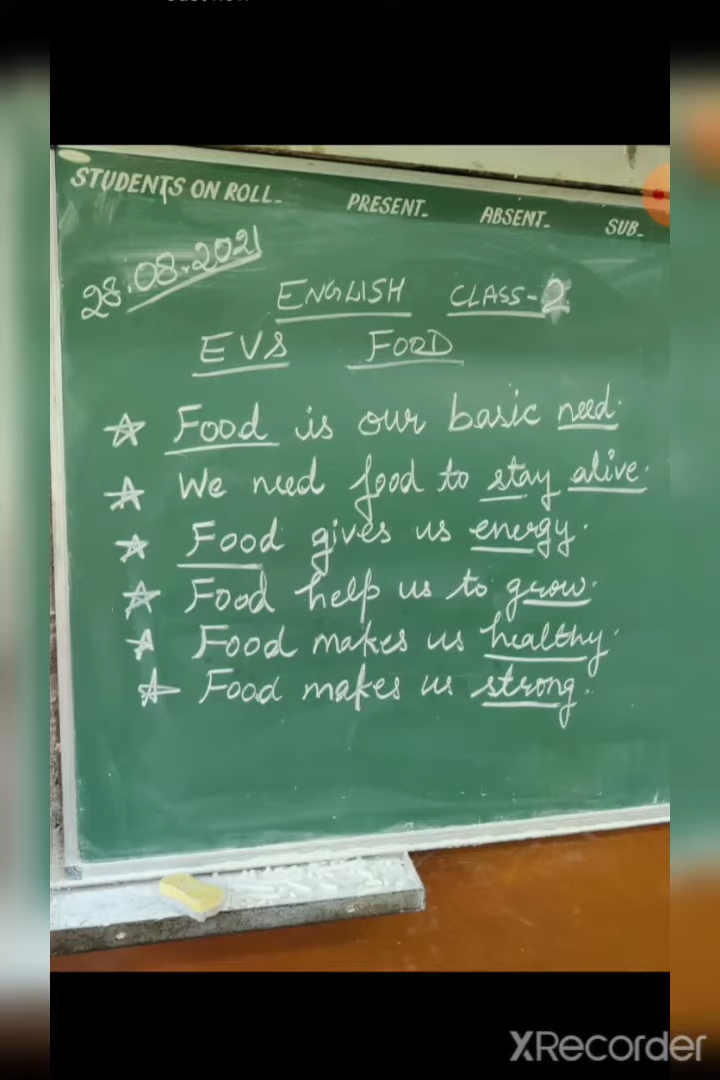 STUDENTS ON ROLL- PRESENT- ABSENT- SUB-
28.08.2021
ENGLISH CLASS-2
EVS FOOD
☆ Food is our basic need.
☆ We need food to stay alive.
☆ Food gives us energy.
☆ Food help us to grow.
☆ Food makes us healthy.
☆ Food makes us strong.
XRecorder